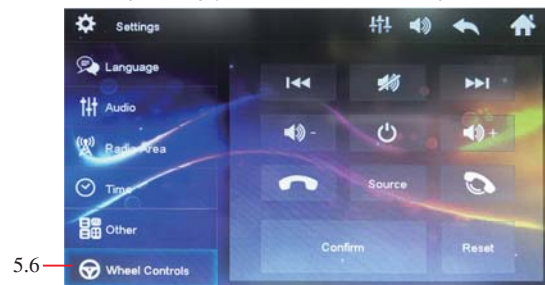 Settings
Language
Audio
Radio Area
Time
Other
5.6
Wheel Controls
-
+
Source
Confirm
Reset